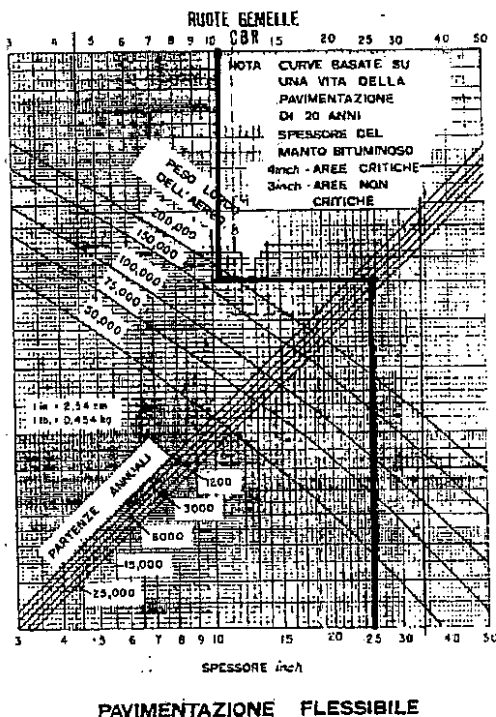 RUOTE GEMELLE
CBR
3 4 5 6 7 8 9 10 15 20 25 30 40 50
NOTA CURVE BASATE SU
UNA VITA DELLA
PAVIMENTAZIONE
DI 20 ANNI
SPESSORE DEL
MANTO BITUMINOSO
4inch - AREE CRITICHE
3inch - AREE NON
CRITICHE
PESO LORDO
DELL'AEREO
200,000
150,000
100,000
75,000
50,000
1 in = 2,54 cm
1 lb = 0,454 kg
PARTENZE ANNUALI
1200
3000
6000
15,000
25,000
3 4 5 6 7 8 9 10 15 20 25 30 40 50
SPESSORE inch
PAVIMENTAZIONE FLESSIBILE